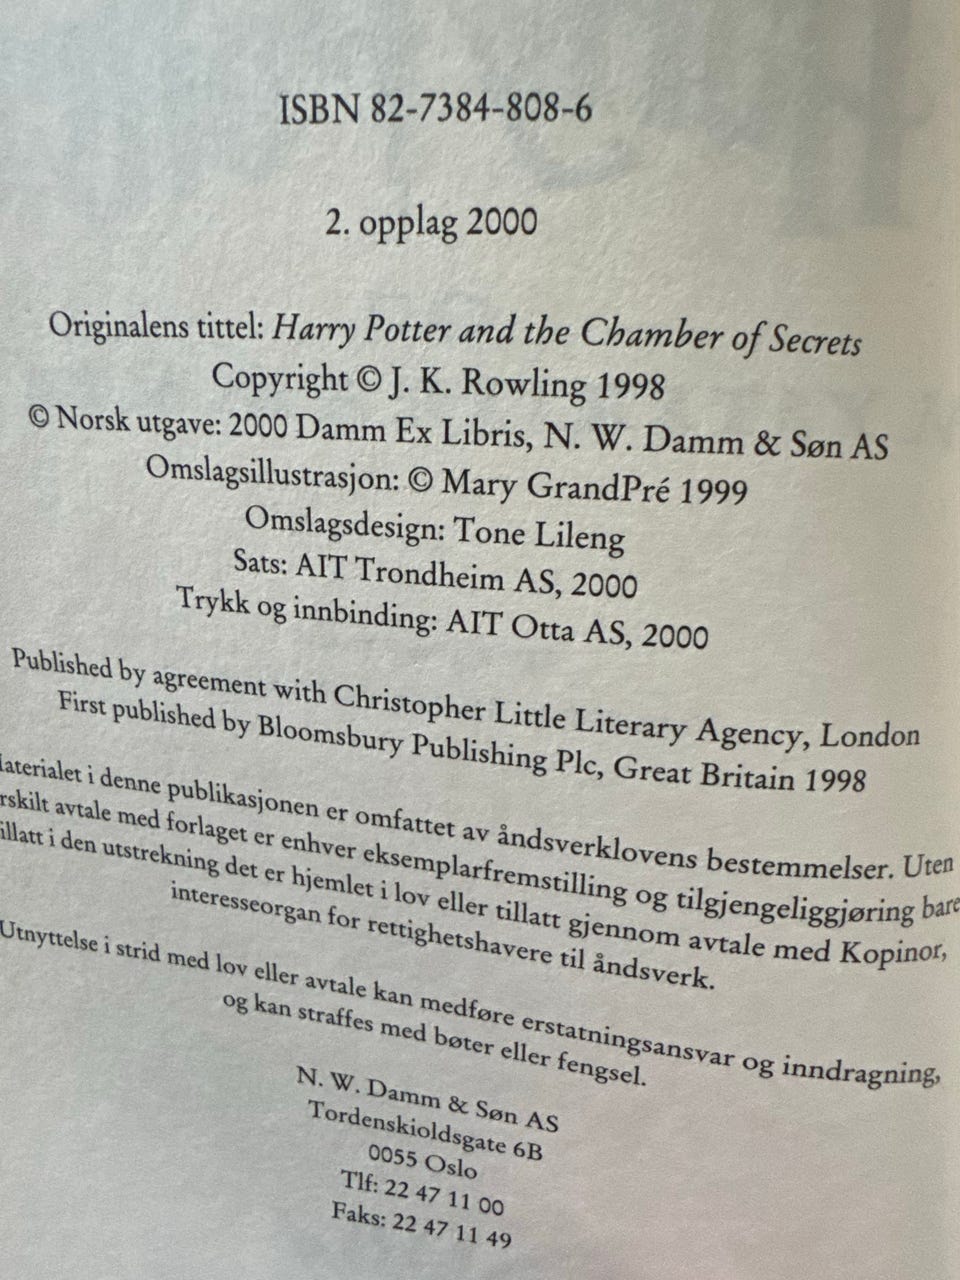 ISBN 82-7384-808-6
2. opplag 2000
Originalens tittel: Harry Potter and the Chamber of Secrets
Copyright © J. K. Rowling 1998
© Norsk utgave: 2000 Damm Ex Libris, N. W. Damm & Søn AS
Omslagsillustrasjon: © Mary GrandPré 1999
Omslagsdesign: Tone Lileng
Sats: AIT Trondheim AS, 2000
Trykk og innbinding: AIT Otta AS, 2000
Published by agreement with Christopher Little Literary Agency, London
First published by Bloomsbury Publishing Plc, Great Britain 1998
aterialet i denne publikasjonen er omfattet av åndsverklovens bestemmelser. Uten
rskilt avtale med forlaget er enhver eksemplarfremstilling og tilgjengeliggjøring bare
illatt i den utstrekning det er hjemlet i lov eller tillatt gjennom avtale med Kopinor,
interesseorgan for rettighetshavere til åndsverk.
Utnyttelse i strid med lov eller avtale kan medføre erstatningsansvar og inndragning,
og kan straffes med bøter eller fengsel.
N. W. Damm & Søn AS
Tordenskioldsgate 6B
0055 Oslo
Tlf: 22 47 11 00
Faks: 22 47 11 49